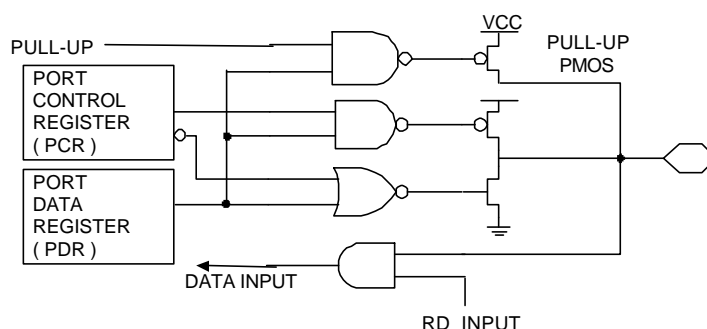 VCC
PULL-UP
PULL-UP
PMOS
PORT
CONTROL
REGISTER
( PCR )
PORT
DATA
REGISTER
( PDR )
DATA INPUT
RD INPUT